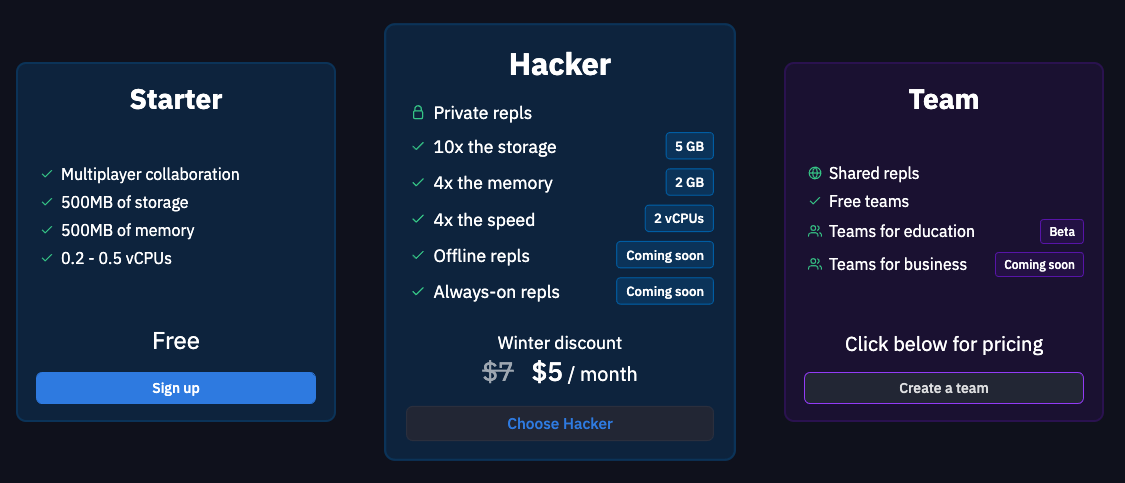 Starter
Multiplayer collaboration
500MB of storage
500MB of memory
0.2 - 0.5 vCPUs
Free
Sign up
Hacker
Private repls
10x the storage 5 GB
4x the memory 2 GB
4x the speed 2 vCPUs
Offline repls Coming soon
Always-on repls Coming soon
Winter discount
$7 $5 / month
Choose Hacker
Team
Shared repls
Free teams
Teams for education Beta
Teams for business Coming soon
Click below for pricing
Create a team